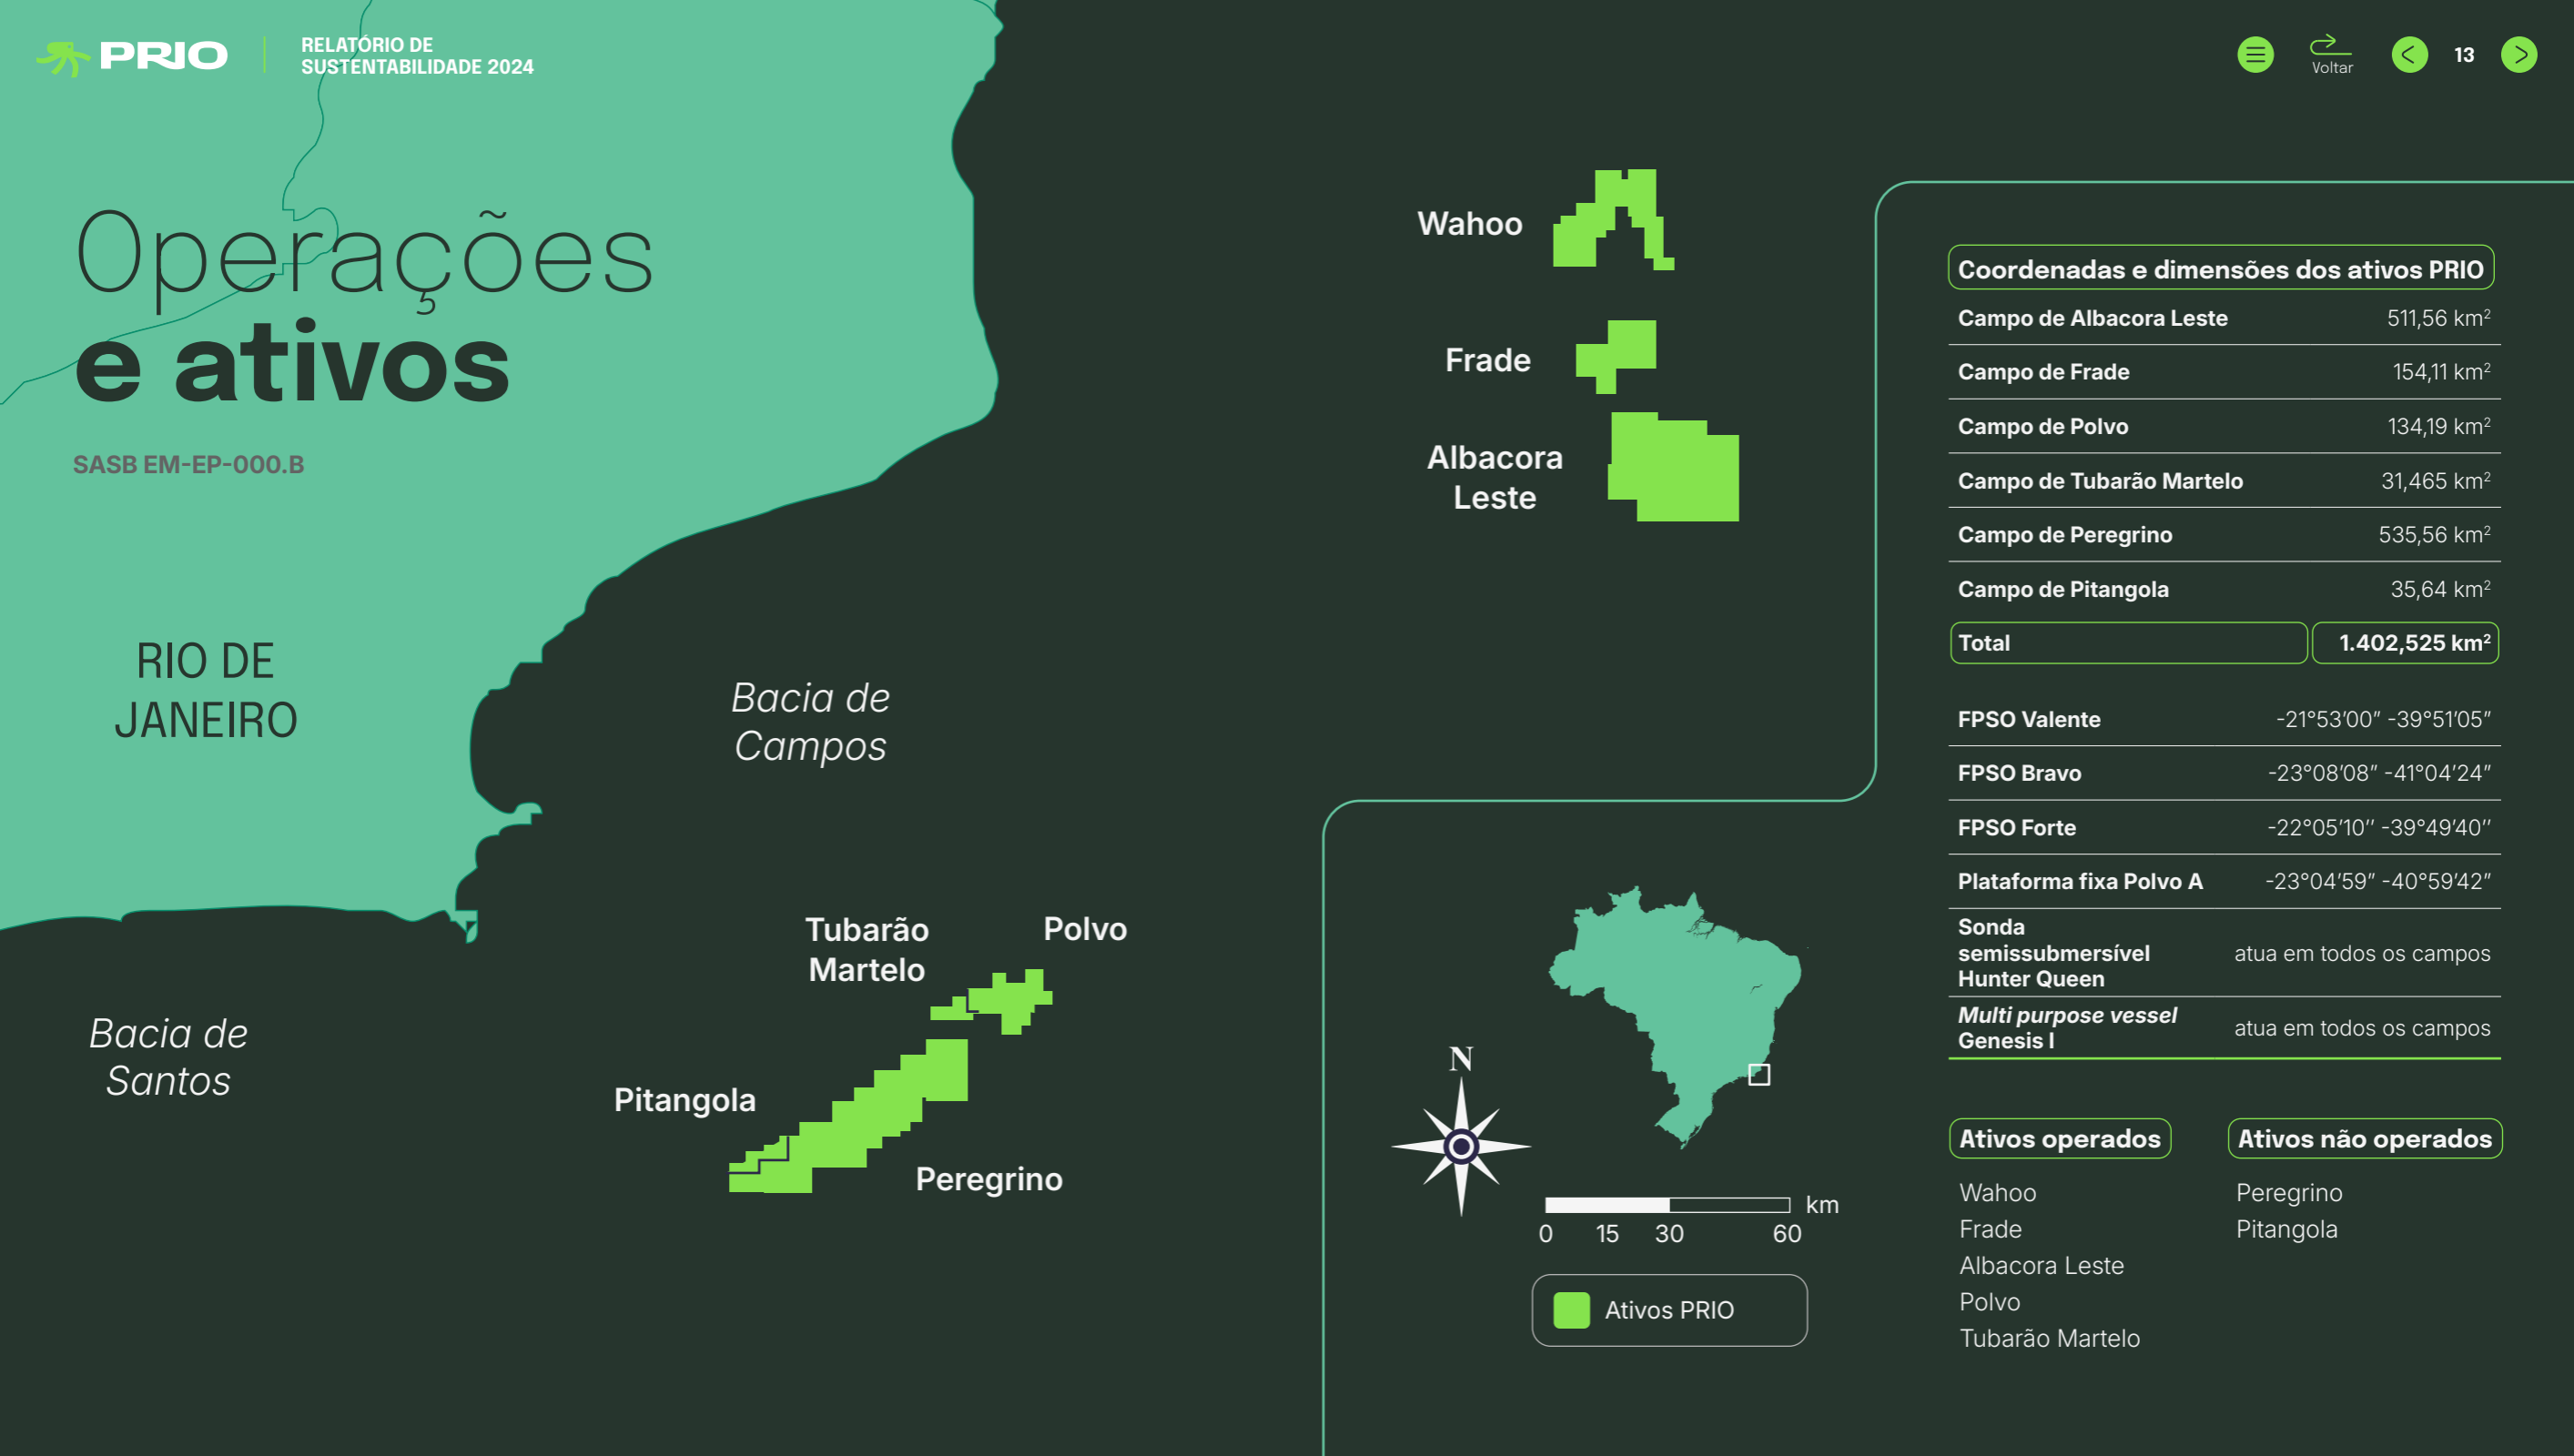 PRIO
RELATÓRIO DE
SUSTENTABILIDADE 2024
Voltar
13
Operações
e ativos
SASB EM-EP-000.B
RIO DE
JANEIRO
Bacia de
Campos
Bacia de
Santos
Wahoo
Frade
Albacora
Leste
Tubarão
Martelo
Polvo
Pitangola
Peregrino
N
km
0 15 30 60
Ativos PRIO
Coordenadas e dimensões dos ativos PRIO
Campo de Albacora Leste 511,56 km²
Campo de Frade 154,11 km²
Campo de Polvo 134,19 km²
Campo de Tubarão Martelo 31,465 km²
Campo de Peregrino 535,56 km²
Campo de Pitangola 35,64 km²
Total 1.402,525 km²
FPSO Valente -21°53’00” -39°51’05”
FPSO Bravo -23°08’08” -41°04’24”
FPSO Forte -22°05’10’’ -39°49’40’’
Plataforma fixa Polvo A -23°04’59” -40°59’42”
Sonda
semissubmersível atua em todos os campos
Hunter Queen
Multi purpose vessel
Genesis I atua em todos os campos
Ativos operados
Wahoo
Frade
Albacora Leste
Polvo
Tubarão Martelo
Ativos não operados
Peregrino
Pitangola